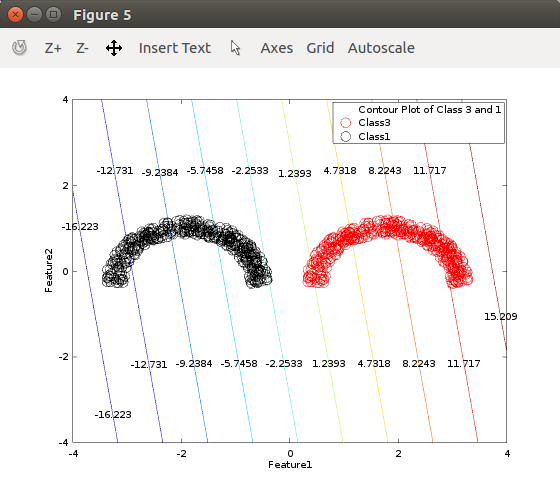 Figure 5
Z+ Z- Insert Text Axes Grid Autoscale
Contour Plot of Class 3 and 1
Class3
Class1
4
2
0
-2
-4
Feature2
-12.731 -9.2384 -5.7458 -2.2533 1.2393 4.7318 8.2243 11.717
-16.223
15.209
-12.731 -9.2384 -5.7458 -2.2533 1.2393 4.7318 8.2243 11.717
-16.223
-4 -2 0 2 4
Feature1